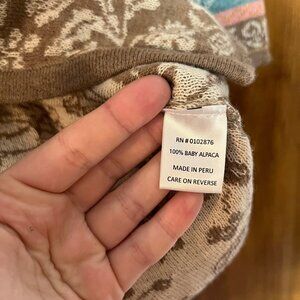 RN # 0102876
100% BABY ALPACA
MADE IN PERU
CARE ON REVERSE